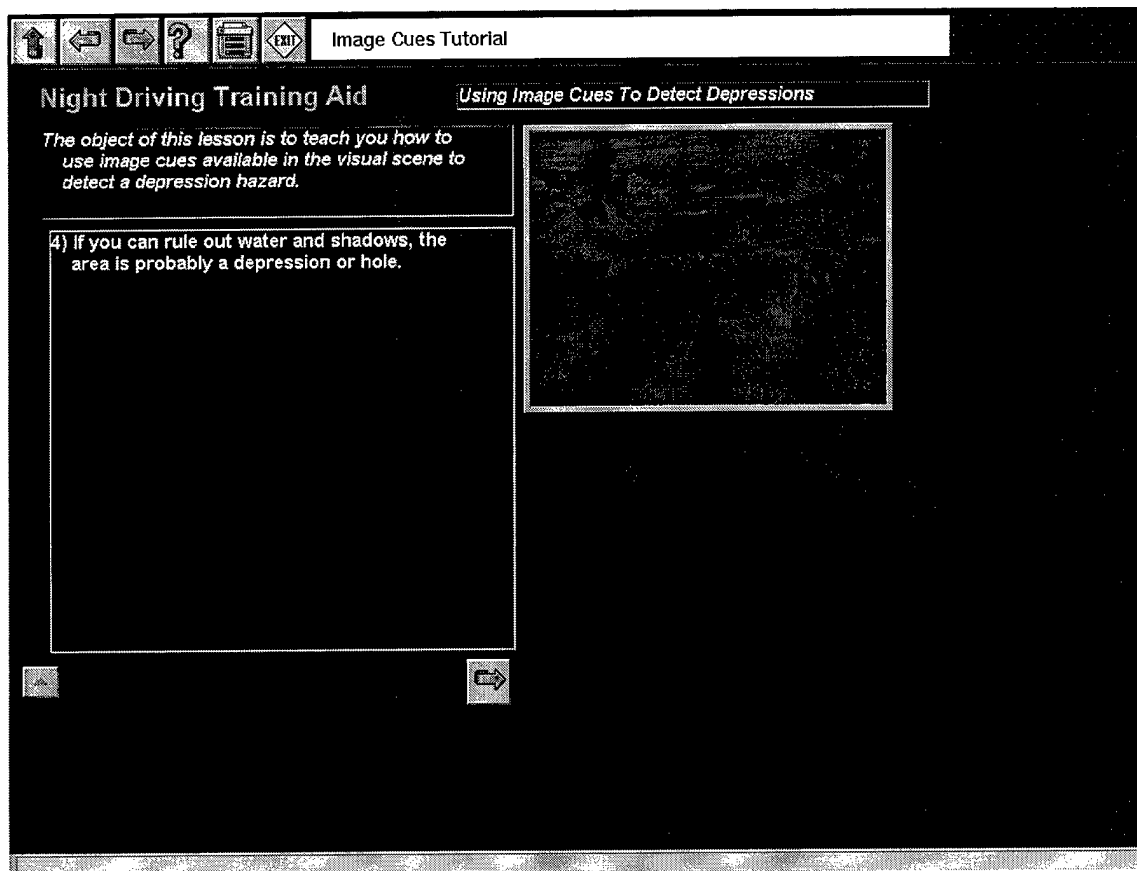 EXIT
Image Cues Tutorial
Night Driving Training Aid
Using Image Cues To Detect Depressions
The object of this lesson is to teach you how to
use image cues available in the visual scene to
detect a depression hazard.
4) If you can rule out water and shadows, the
area is probably a depression or hole.